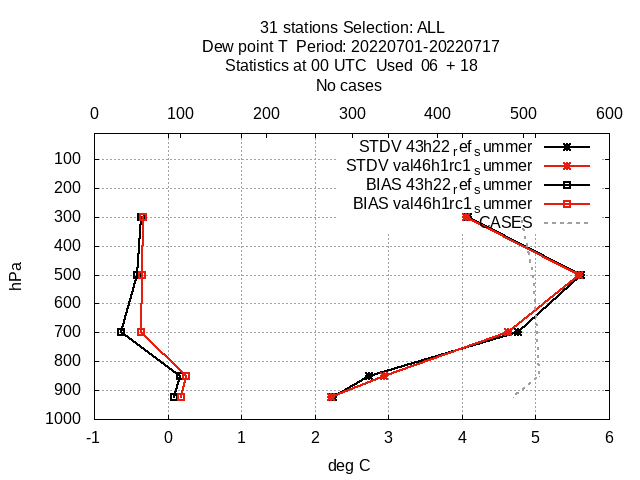 31 stations Selection: ALL
Dew point T  Period: 20220701-20220717
Statistics at 00 UTC  Used  06  + 18
No cases
0 100 200 300 400 500 600
STDV 43h22_ref_summer
STDV val46h1rc1_summer
BIAS 43h22_ref_summer
BIAS val46h1rc1_summer
CASES
100
200
300
400
500
600
700
800
900
1000
hPa
-1 0 1 2 3 4 5 6
deg C